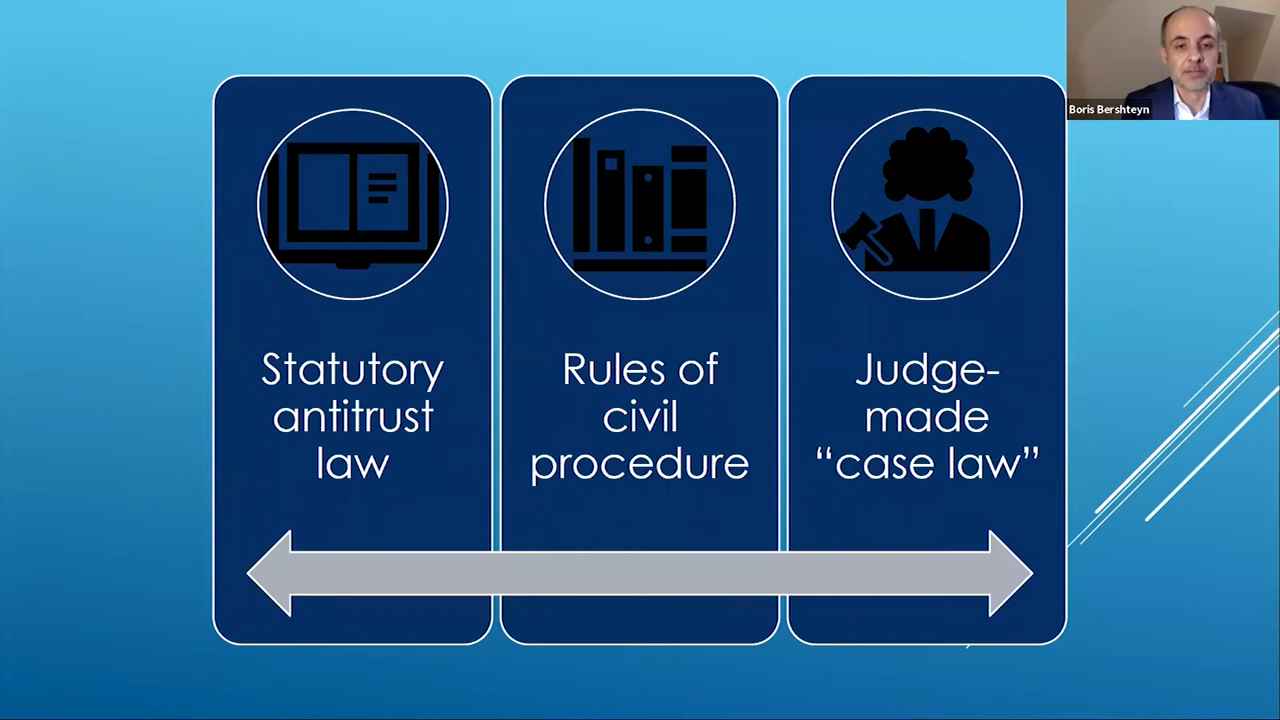 Statutory
antitrust
law
Rules of
civil
procedure
Judge-
made
“case law”
Boris Bershteyn